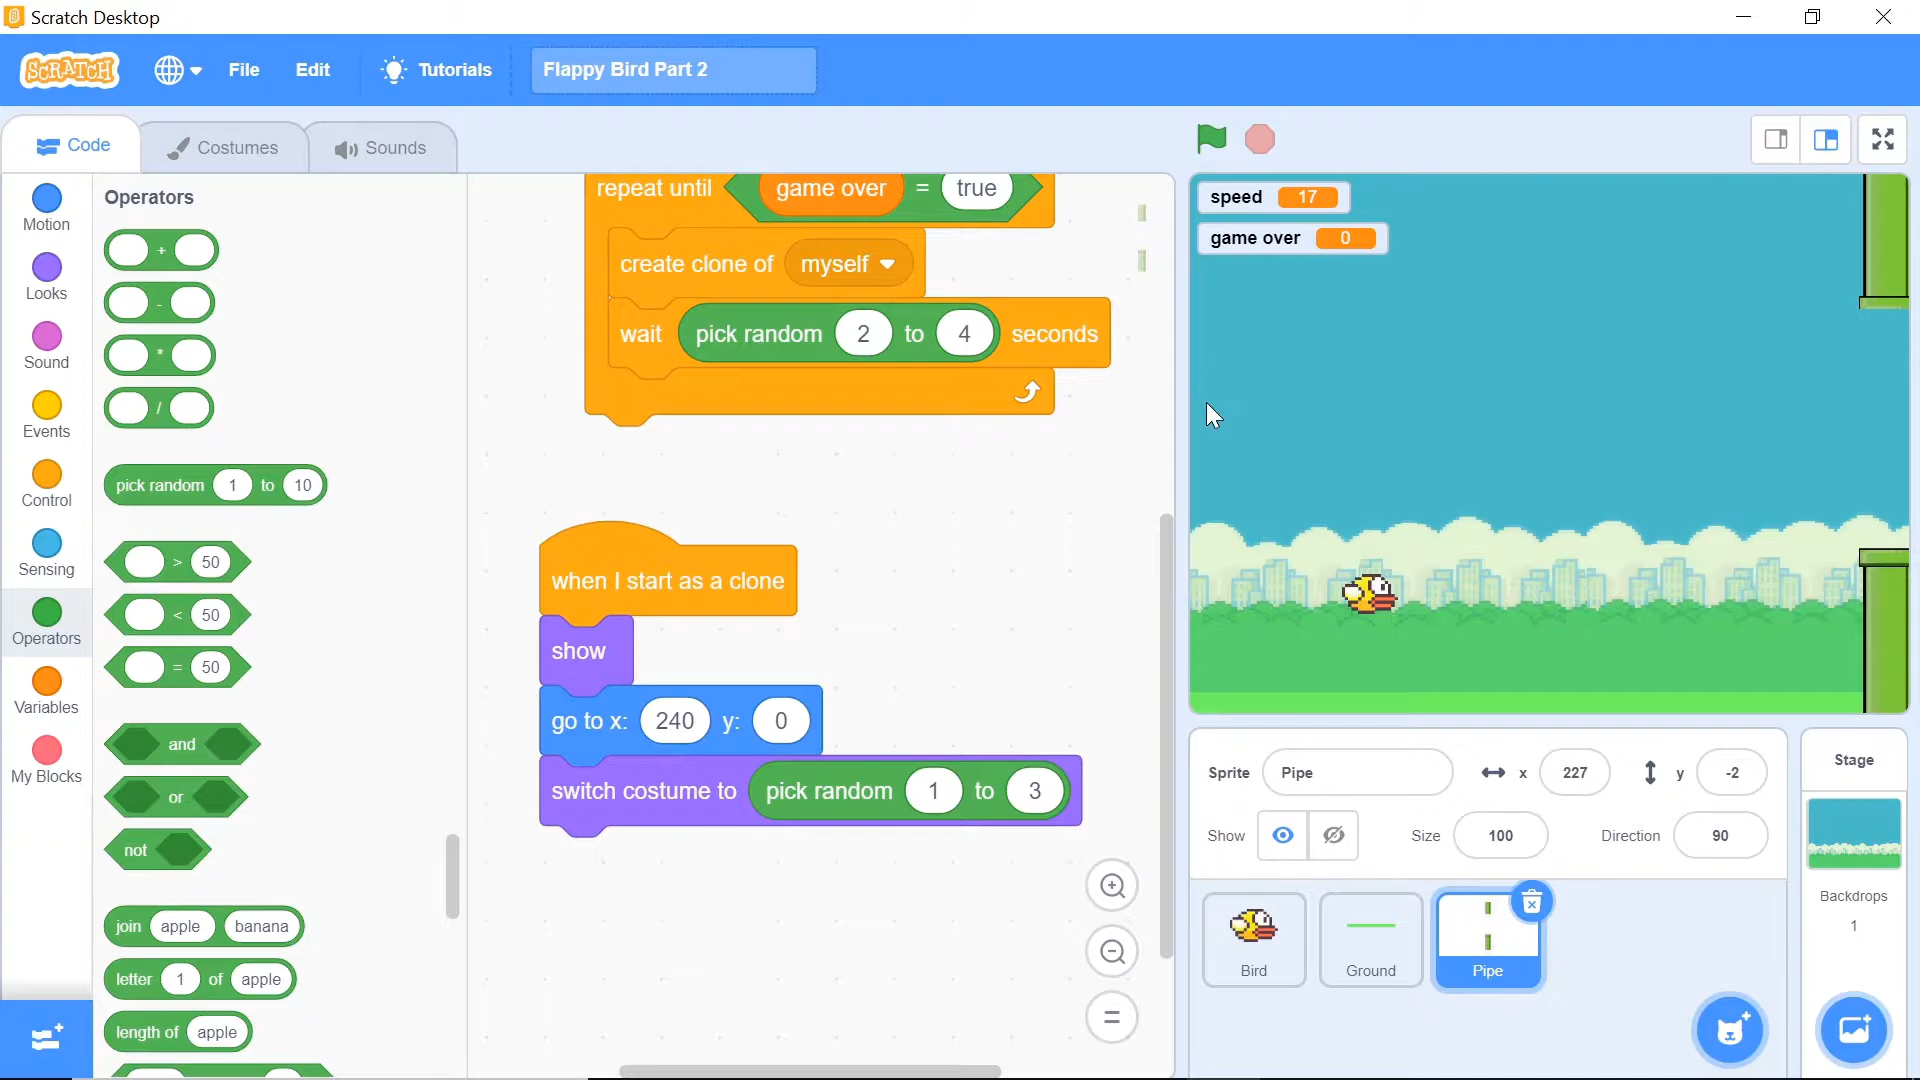 Scratch Desktop
SCRATCH File Edit Tutorials Flappy Bird Part 2
Code Costumes Sounds
Motion
Looks
Sound
Events
Control
Sensing
Operators
Variables
My Blocks
Operators
+
-
*
/
pick random 1 to 10
> 50
< 50
= 50
and
or
not
join apple banana
letter 1 of apple
length of apple
repeat until game over = true
create clone of myself
wait pick random 2 to 4 seconds
when I start as a clone
show
go to x: 240 y: 0
switch costume to pick random 1 to 3
=
speed 17
game over 0
Sprite Pipe x 227 y -2
Show Size 100 Direction 90
Bird
Ground
Pipe
Stage
Backdrops
1